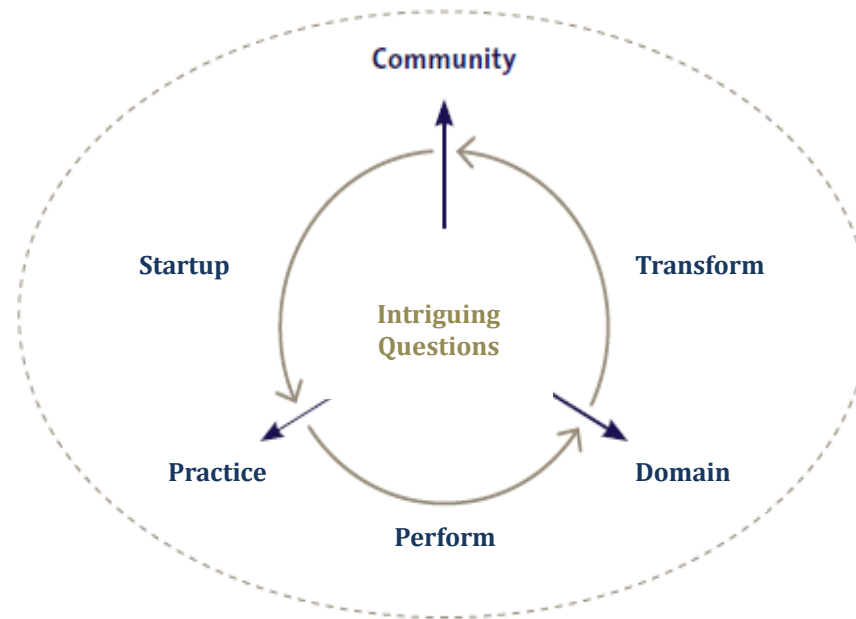 Community
Startup
Transform
Intriguing
Questions
Practice
Domain
Perform